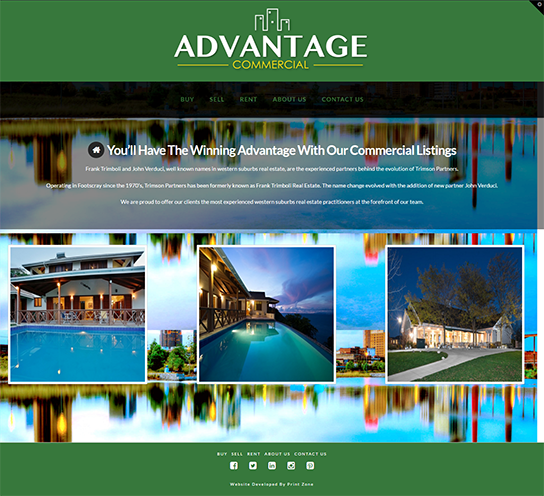 ADVANTAGE
COMMERCIAL
BUY SELL RENT ABOUT US CONTACT US
You'll Have The Winning Advantage With Our Commercial Listings
Frank Trimboli and John Verduci, well known names in western suburbs real estate, are the experienced partners behind the evolution of Trimson Partners.
Operating in Footscray since the 1970's, Trimson Partners has been formerly known as Frank Trimboli Real Estate. The name change evolved with the addition of new partner John Verduci.
We are proud to offer our clients the most experienced western suburbs real estate practitioners at the forefront of our team.
BUY SELL RENT ABOUT US CONTACT US
Website Developed By Print Zone